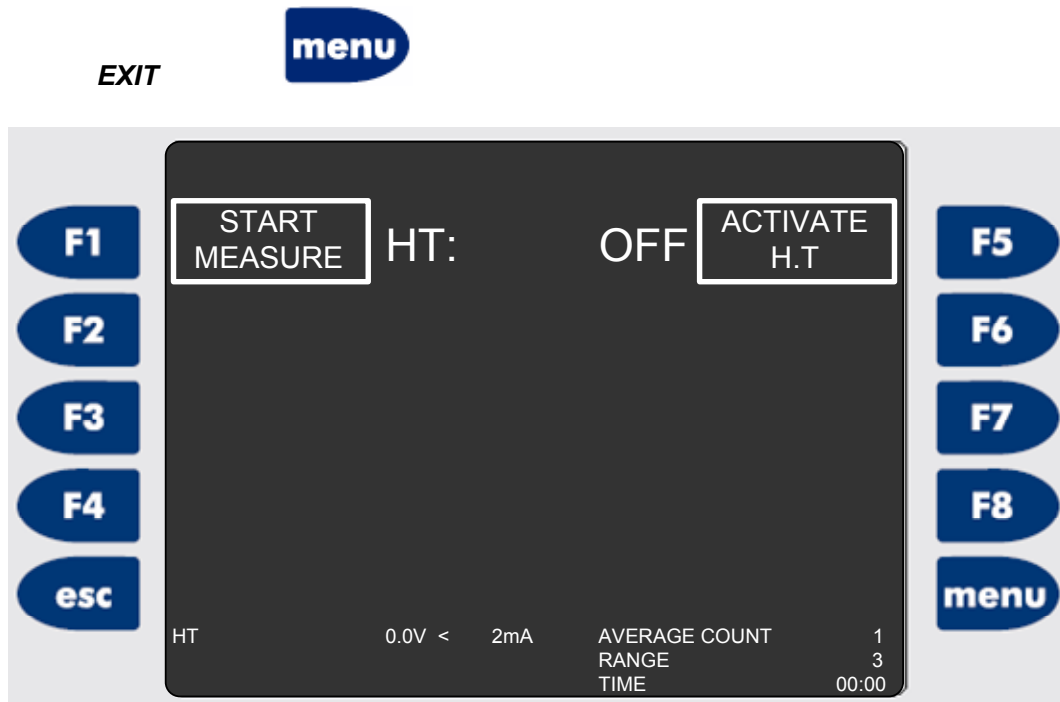 menu
EXIT
F1
START
MEASURE
HT:
OFF
ACTIVATE
H.T
F5
F2
F6
F3
F7
F4
F8
esc
menu
HT 0.0V < 2mA AVERAGE COUNT 1
RANGE 3
TIME 00:00